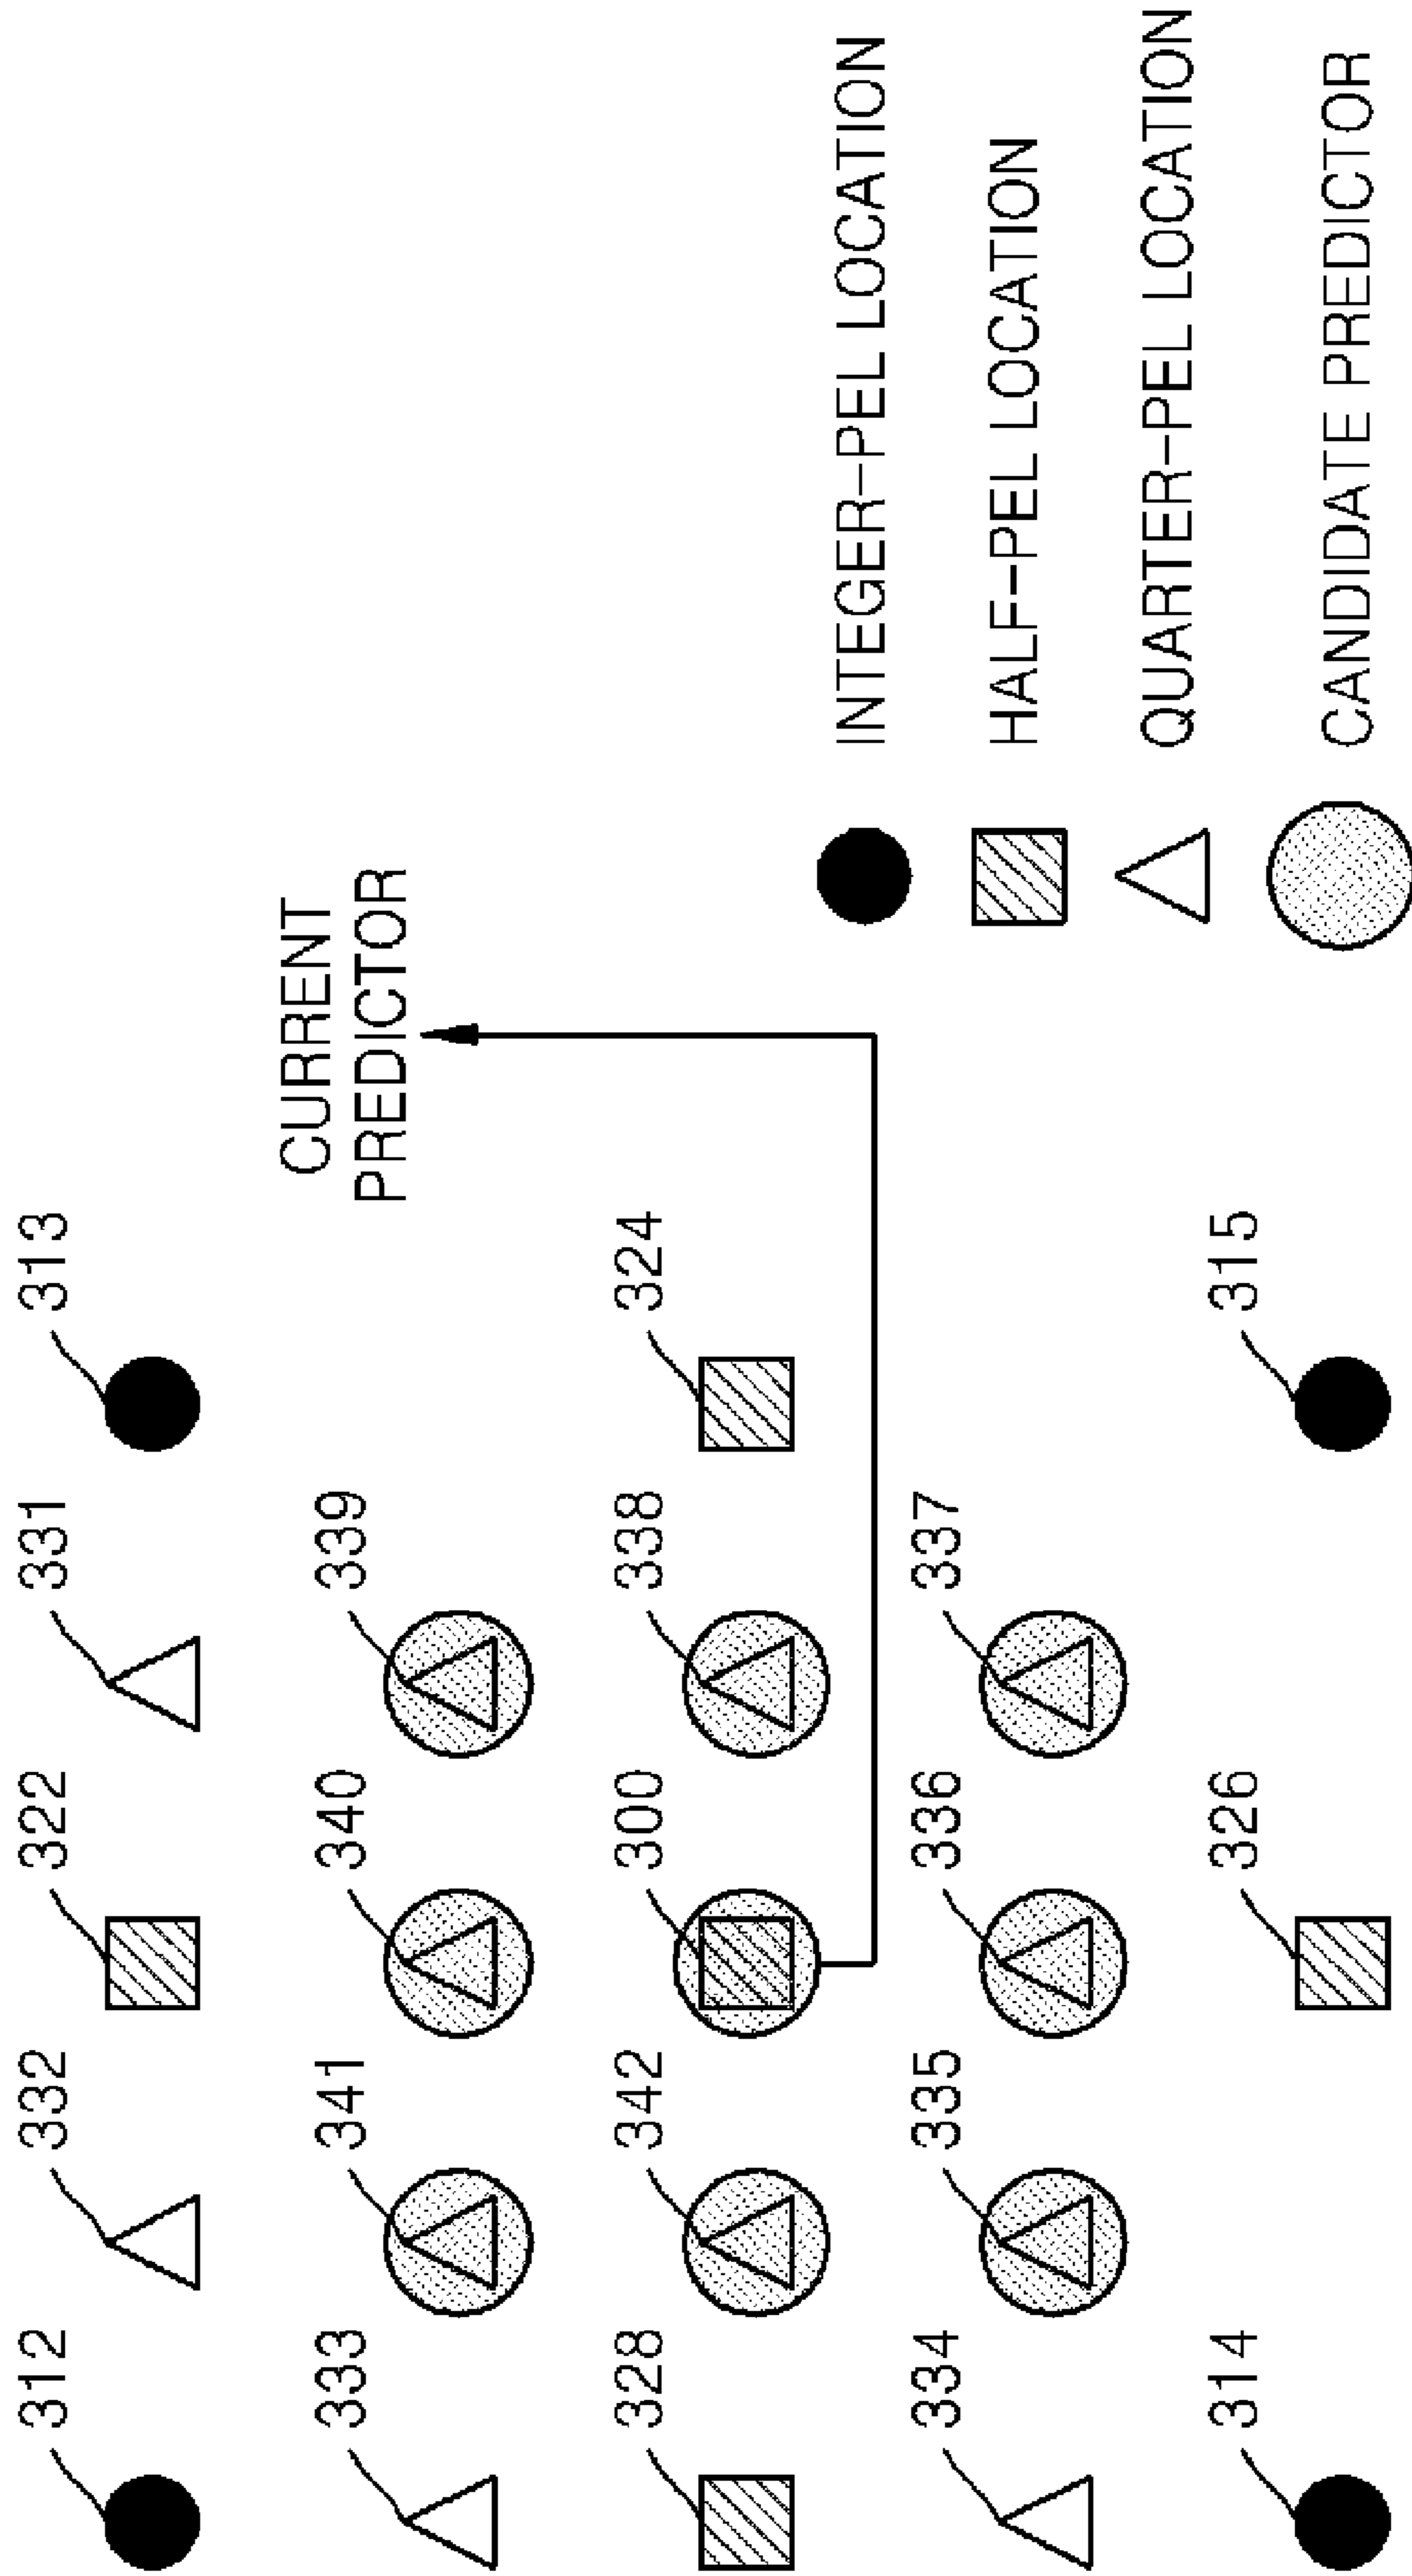 312 332 322 331 313
333 341 340 339
CURRENT
PREDICTOR
328 342 300 338 324
334 335 336 337
314 326 315
INTEGER-PEL LOCATION
HALF-PEL LOCATION
QUARTER-PEL LOCATION
CANDIDATE PREDICTOR